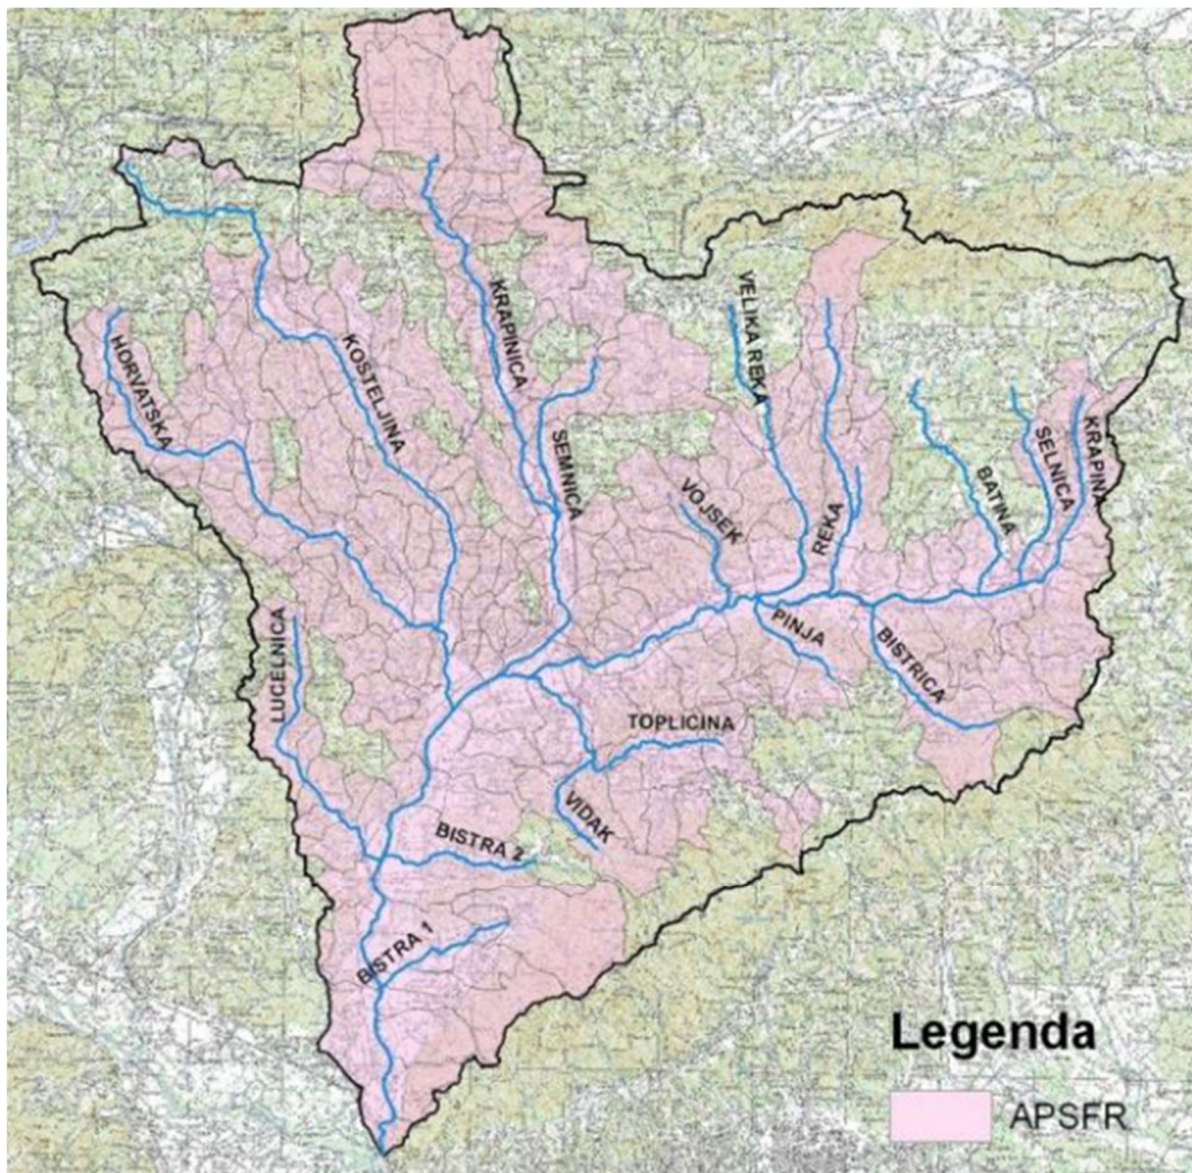 VELIKA REKA
KRAPINICA
HORVATSKA
KOSTELJINA
SEMNICA
VOJSEK
REKA
BATINA
SELNICA
KRAPINA
LUCELNICA
PINJA
BISTRICA
TOPLICINA
VIDAK
BISTRA 2
BISTRA 1
Legenda
APSFR